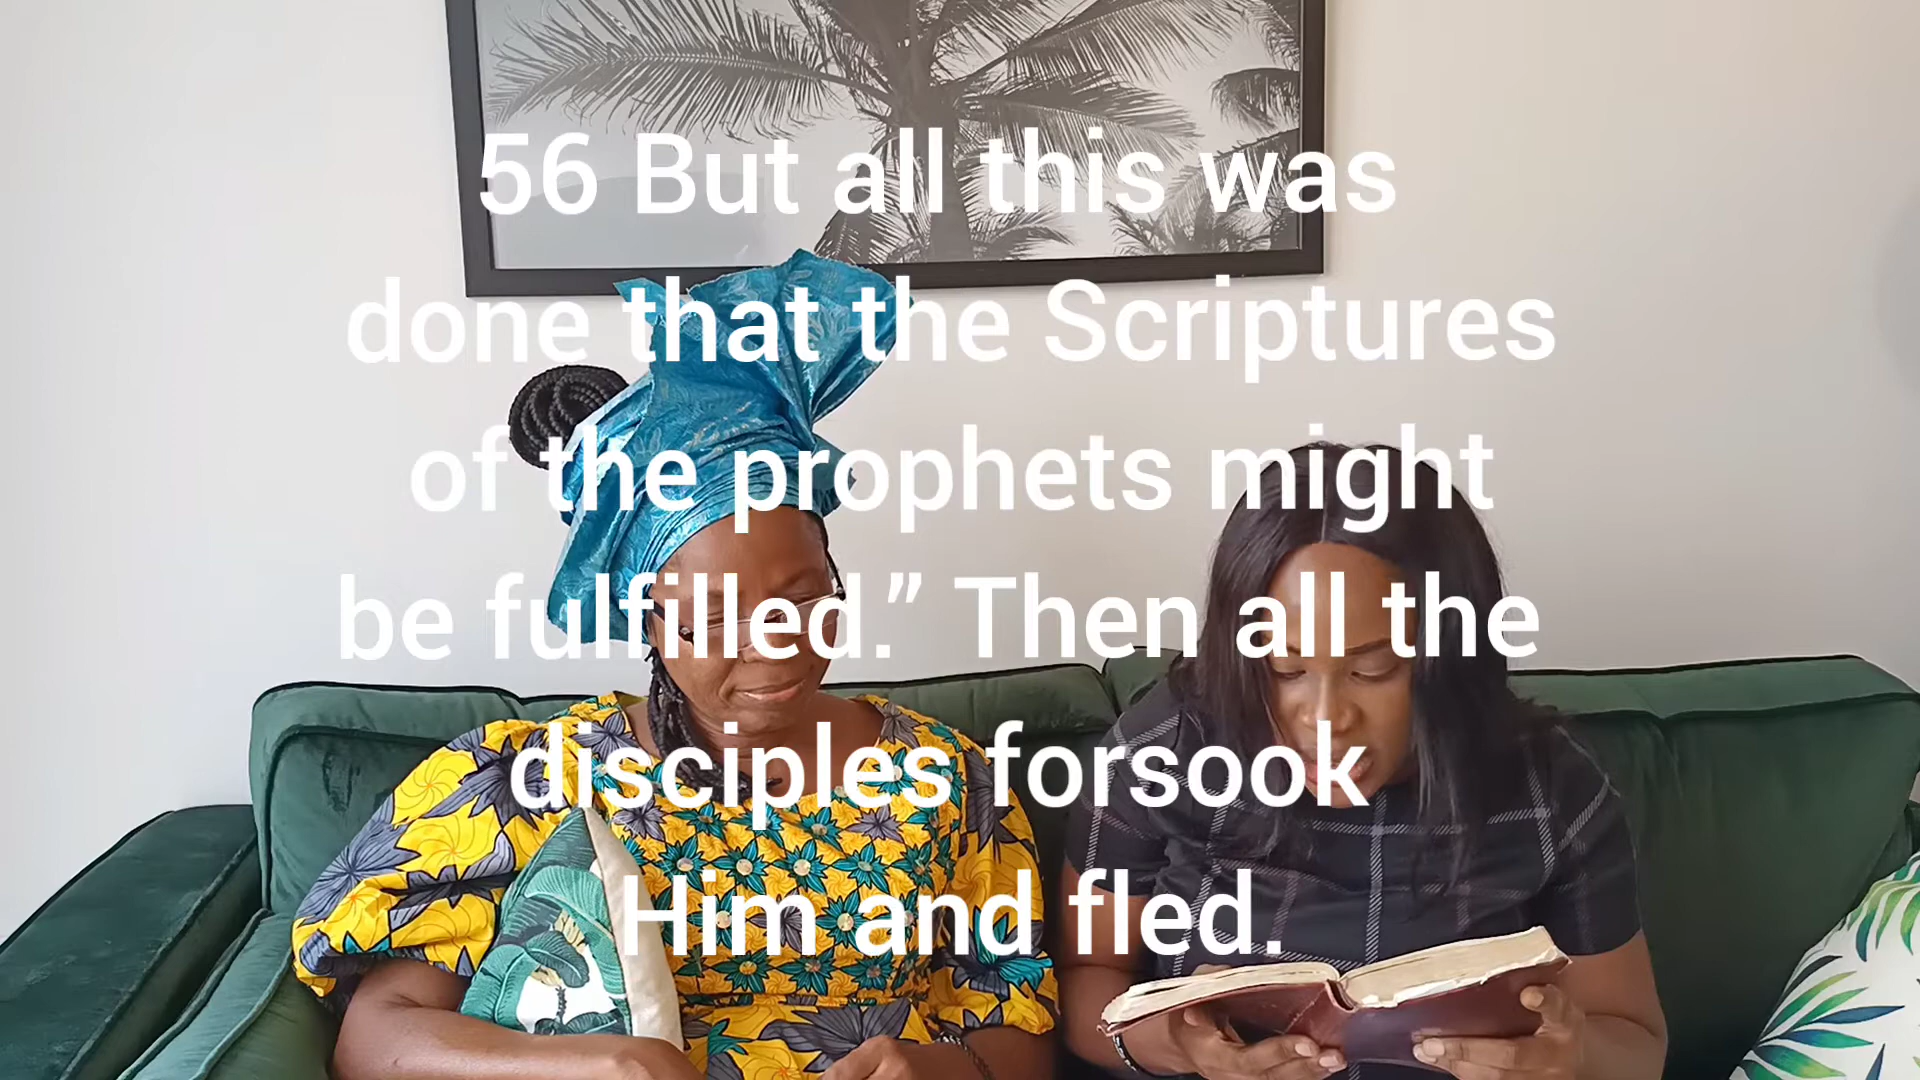 56 But all this was
done that the Scriptures
of the prophets might
be fulfilled.” Then all the
disciples forsook
Him and fled.